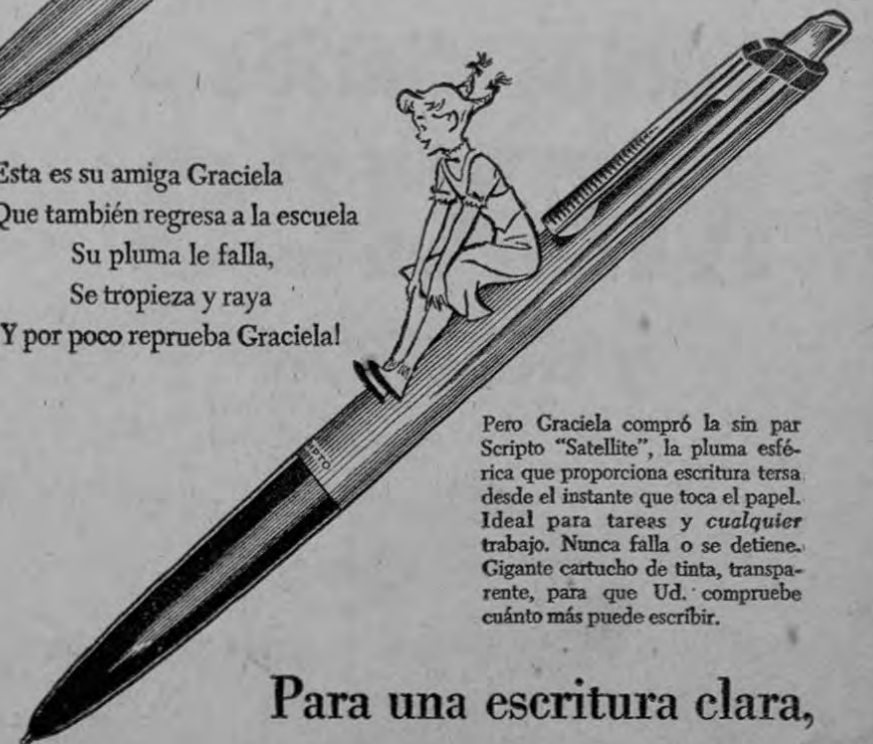 Esta es su amiga Graciela
Que también regresa a la escuela
Su pluma le falla,
Se tropieza y raya
Y por poco reprueba Graciela!
IPTO
Pero Graciela compró la sin par
Scripto "Satellite", la pluma esfé-
rica que proporciona escritura tersa
desde el instante que toca el papel.
Ideal para tareas y cualquier
trabajo. Nunca falla o se detiene.
Gigante cartucho de tinta, transpa-
rente, para que Ud. compruebe
cuánto más puede escribir.
Para una escritura clara,